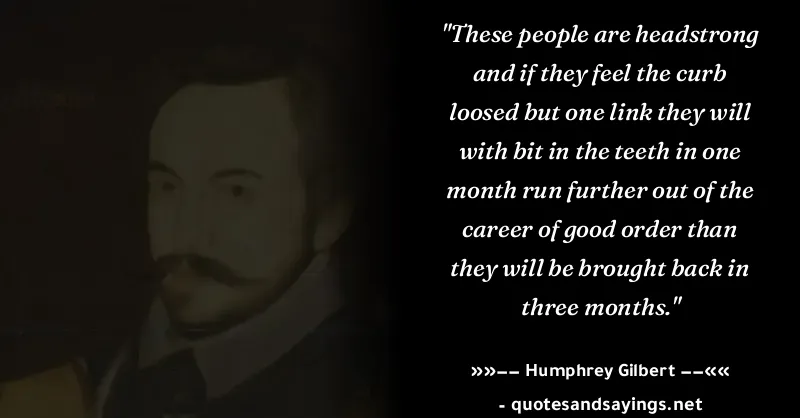 "These people are headstrong
and if they feel the curb
loosed but one link they will
with bit in the teeth in one
month run further out of the
career of good order than
they will be brought back in
three months."
»»–– Humphrey Gilbert ––««
- quotesandsayings.net